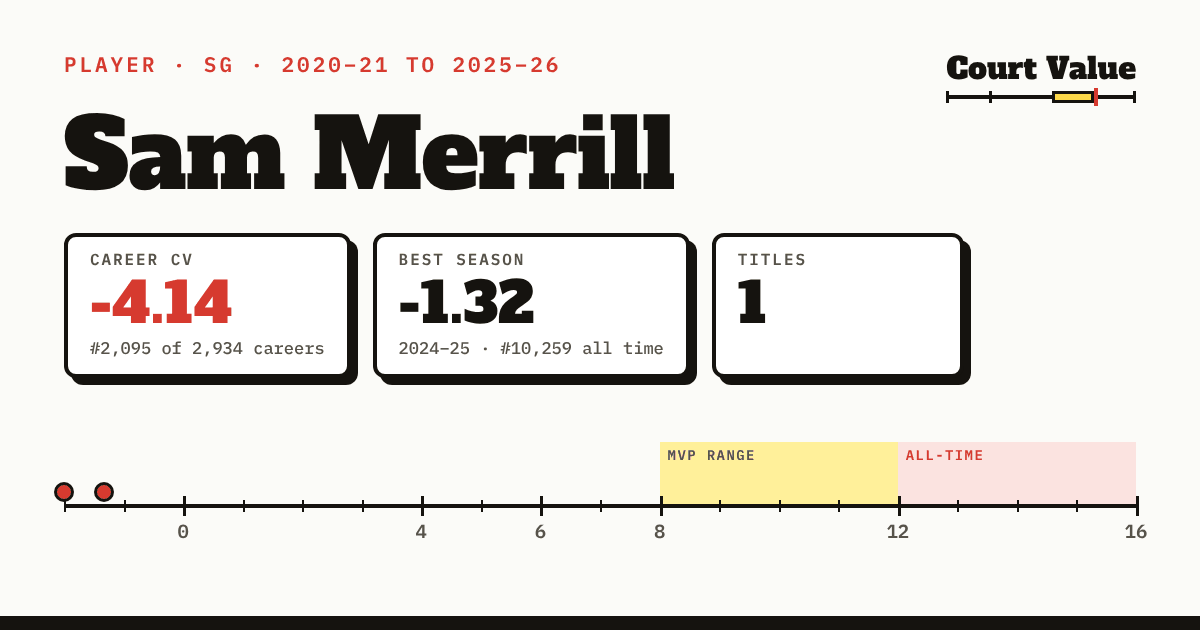 PLAYER · SG · 2020–21 TO 2025–26
Court Value
Sam Merrill
CAREER CV
-4.14
#2,095 of 2,934 careers
BEST SEASON
-1.32
2024–25 · #10,259 all time
TITLES
1
MVP RANGE
ALL-TIME
0 4 6 8 12 16